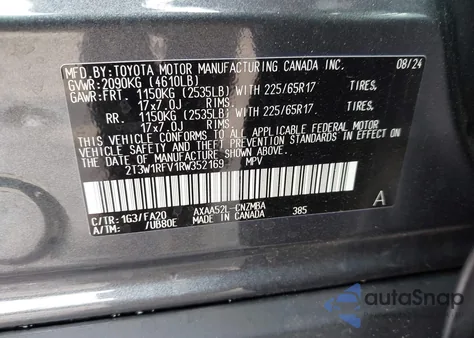 MFD.BY:TOYOTA MOTOR MANUFACTURING CANADA INC. 08/24
GVWR: 2090KG (4610LB)
GAWR:FRT. 1150KG (2535LB) WITH 225/65R17 TIRES,
17x7.0J RIMS.
RR. 1150KG (2535LB) WITH 225/65R17 TIRES,
17x7.0J RIMS.
THIS VEHICLE CONFORMS TO ALL APPLICABLE FEDERAL MOTOR
VEHICLE SAFETY AND THEFT PREVENTION STANDARDS IN EFFECT
ON THE DATE OF MANUFACTURE SHOWN ABOVE.
2T3W1RFV1RW352169 MPV
C/TR:1G3/FA20 AXAA52L-CNZMBA
A/TM: /UB80E MADE IN CANADA 385 A
autoSnap